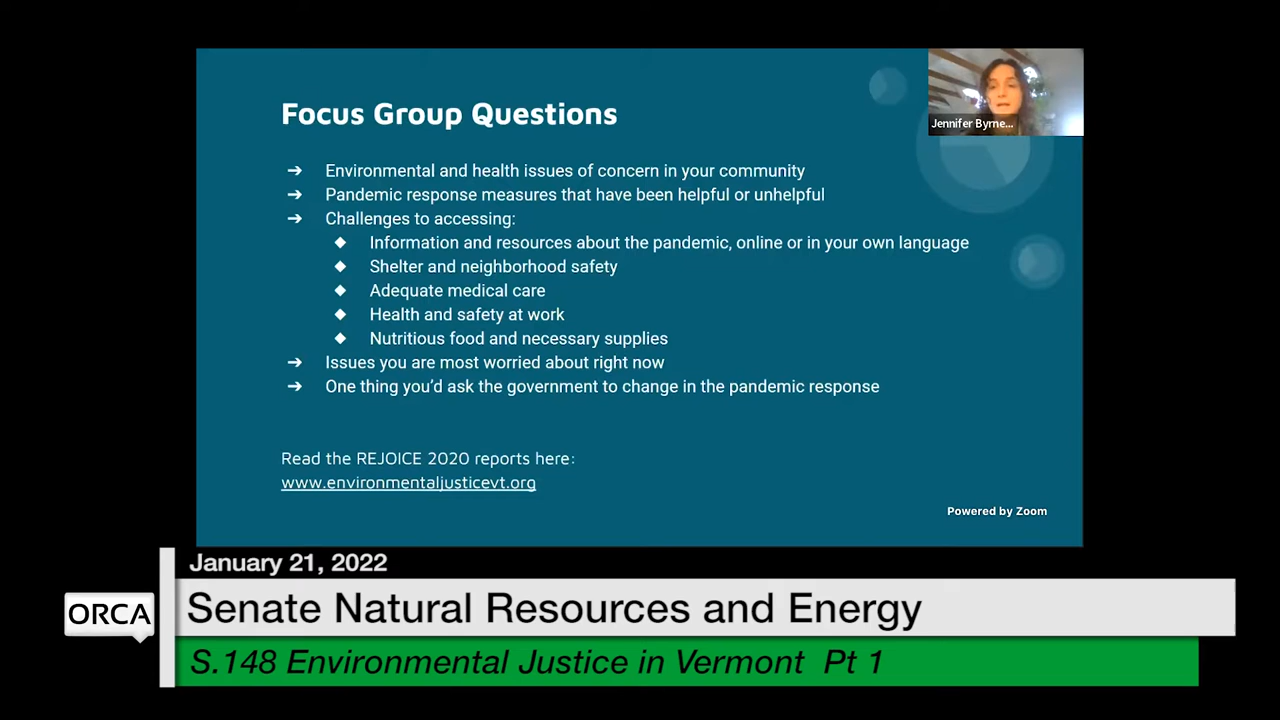 Focus Group Questions
Jennifer Byrne...
➔ Environmental and health issues of concern in your community
➔ Pandemic response measures that have been helpful or unhelpful
➔ Challenges to accessing:
◆ Information and resources about the pandemic, online or in your own language
◆ Shelter and neighborhood safety
◆ Adequate medical care
◆ Health and safety at work
◆ Nutritious food and necessary supplies
➔ Issues you are most worried about right now
➔ One thing you’d ask the government to change in the pandemic response
Read the REJOICE 2020 reports here:
www.environmentaljusticevt.org
Powered by Zoom
January 21, 2022
ORCA
Senate Natural Resources and Energy
S.148 Environmental Justice in Vermont Pt 1